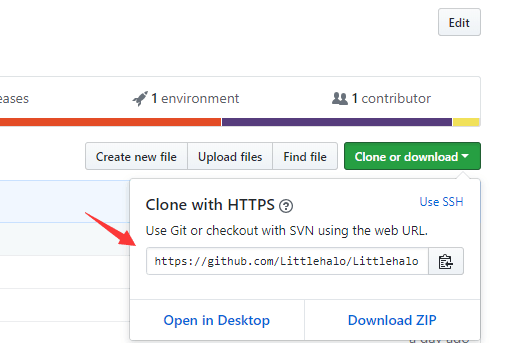 Edit
eases 1 environment 1 contributor
Create new file Upload files Find file Clone or download
Clone with HTTPS Use SSH
Use Git or checkout with SVN using the web URL.
https://github.com/Littlehalo/Littlehalo
Open in Desktop Download ZIP
a day ago